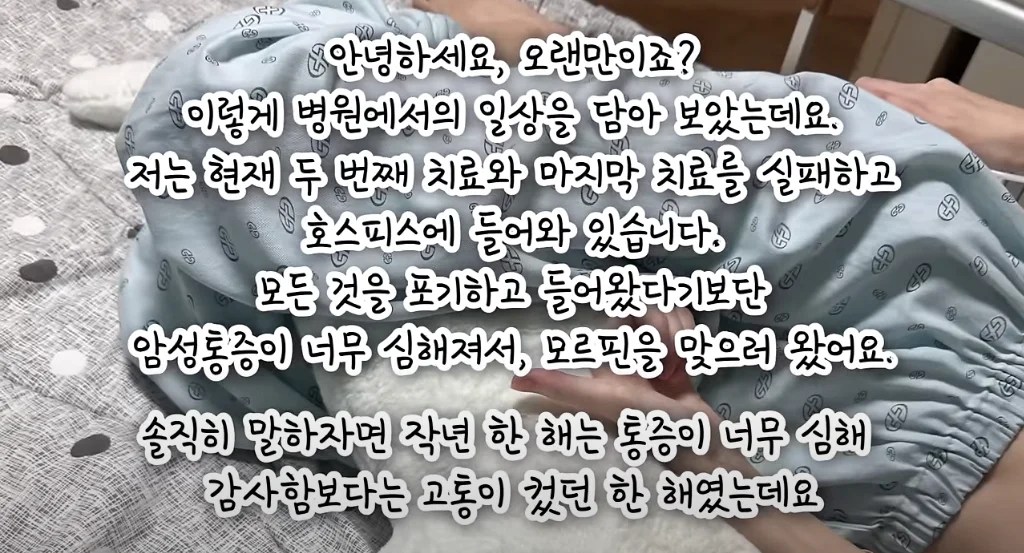 안녕하세요, 오랜만이죠?
이렇게 병원에서의 일상을 담아 보았는데요.
저는 현재 두 번째 치료와 마지막 치료를 실패하고
호스피스에 들어와 있습니다.
모든 것을 포기하고 들어왔다기보단
암성통증이 너무 심해져서, 모르핀을 맞으러 왔어요.
솔직히 말하자면 작년 한 해는 통증이 너무 심해
감사함보다는 고통이 컸던 한 해였는데요